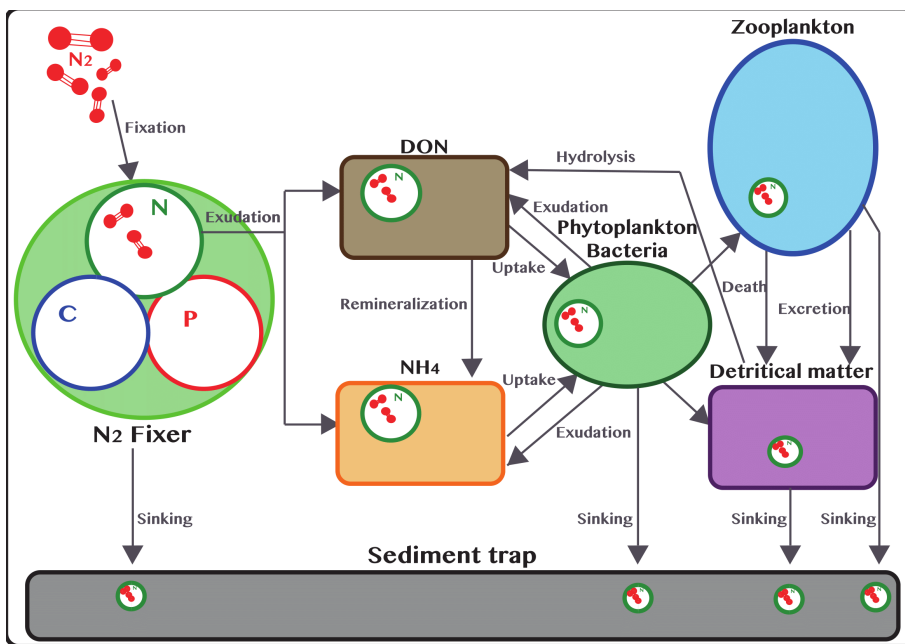 Zooplankton
N2
Fixation
DON
Hydrolysis
N
N
N
Exudation
Exudation
Phytoplankton
Bacteria
Uptake
C
P
Death
Remineralization
Excretion
N
NH4
Uptake
Detritical matter
N
N2 Fixer
Exudation
N
Sinking
Sinking
Sinking
Sinking
Sediment trap
N
N
N
N